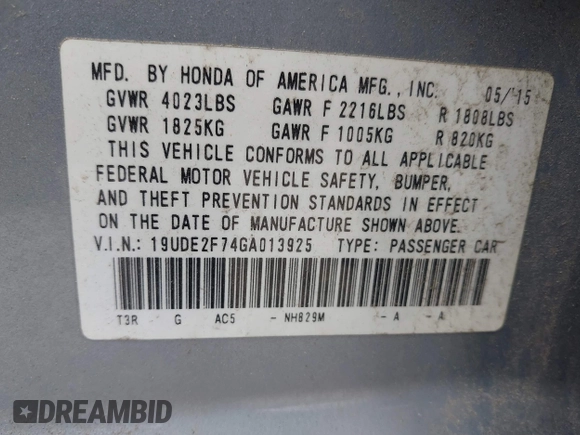 MFD. BY HONDA OF AMERICA MFG., INC. 05/15
GVWR 4023LBS GAWR F 2216LBS R 1808LBS
GVWR 1825KG GAWR F 1005KG R 820KG
THIS VEHICLE CONFORMS TO ALL APPLICABLE
FEDERAL MOTOR VEHICLE SAFETY, BUMPER,
AND THEFT PREVENTION STANDARDS IN EFFECT
ON THE DATE OF MANUFACTURE SHOWN ABOVE.
V.I.N.: 19UDE2F74GA013925 TYPE: PASSENGER CAR
T3R G AC5 - NH829M - A - A
DREAMBID